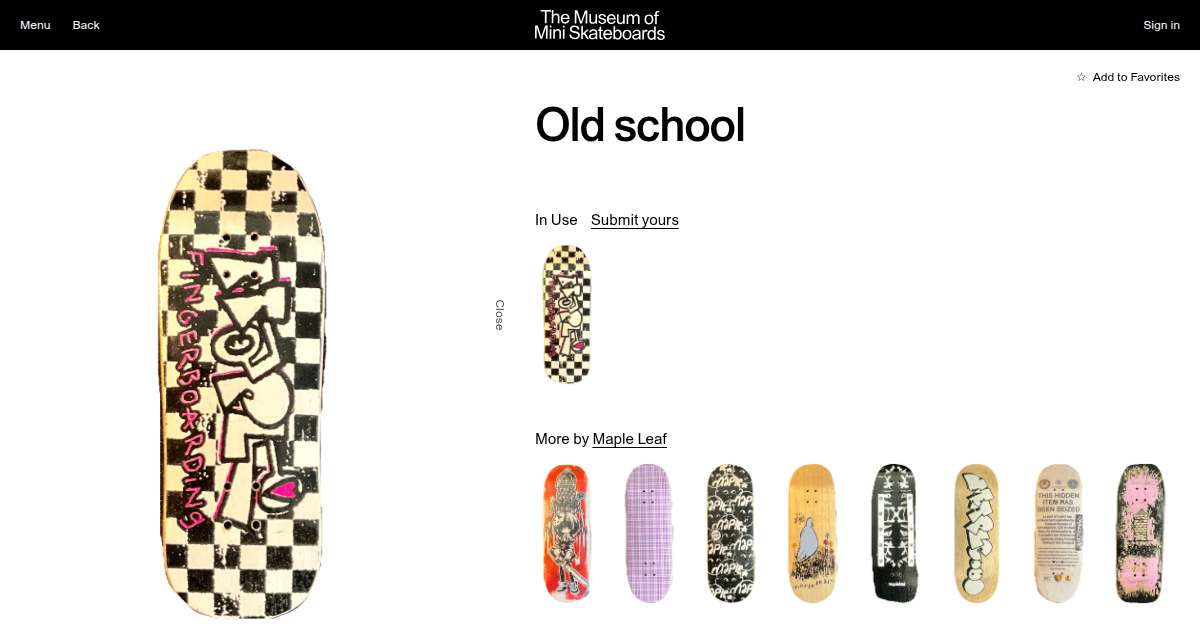 Menu
Back
The Museum of
Mini Skateboards
Sign in
☆ Add to Favorites
Old school
FINGERBOARDING
In Use
Submit yours
Close
More by Maple Leaf
THIS HIDDEN
ITEM HAS
BEEN SEIZED